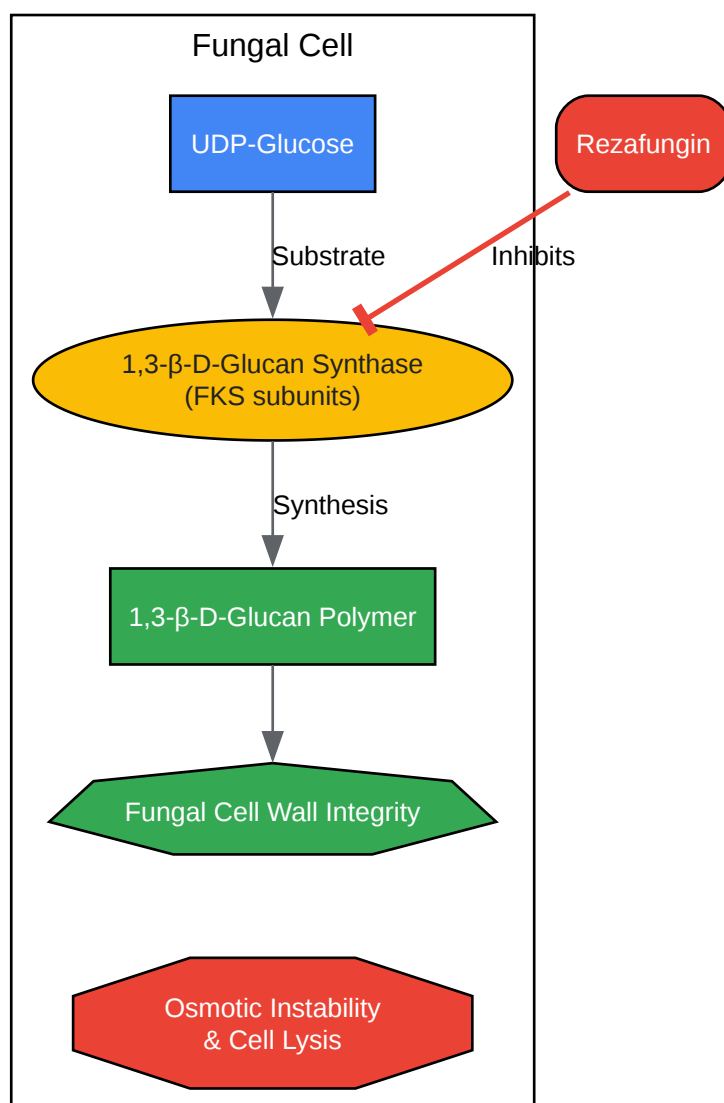 Fungal Cell
UDP-Glucose
Rezafungin
Substrate
Inhibits
1,3-β-D-Glucan Synthase
(FKS subunits)
Synthesis
1,3-β-D-Glucan Polymer
Fungal Cell Wall Integrity
Osmotic Instability
& Cell Lysis